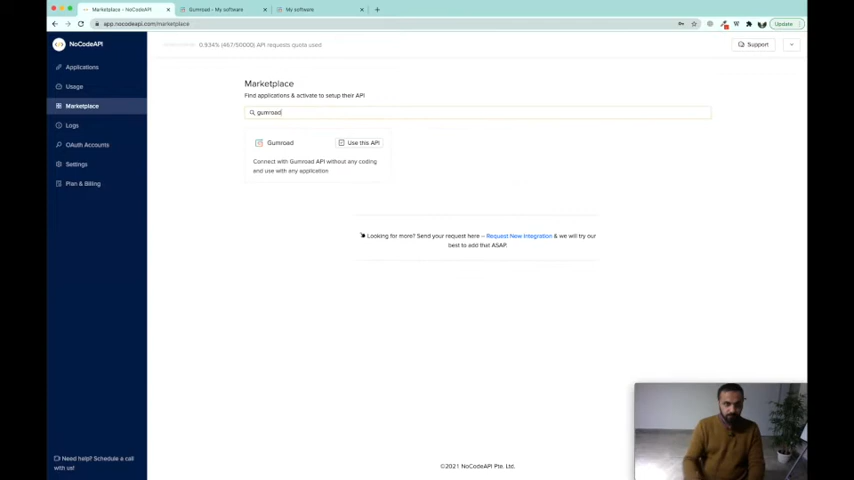 Marketplace - NoCodeAPI
Gumroad - My software
My software
app.nocodeapi.com/marketplace
Update
NoCodeAPI
0.934% (467/50000) API requests quota used
Support
Applications
Usage
Marketplace
Logs
OAuth Accounts
Settings
Plan & Billing
Marketplace
Find applications & activate to setup their API
gumroad
Gumroad
Use this API
Connect with Gumroad API without any coding
and use with any application
Looking for more? Send your request here – Request New Integration & we will try our
best to add that ASAP.
Need help? Schedule a call
with us!
©2021 NoCodeAPI Pte. Ltd.